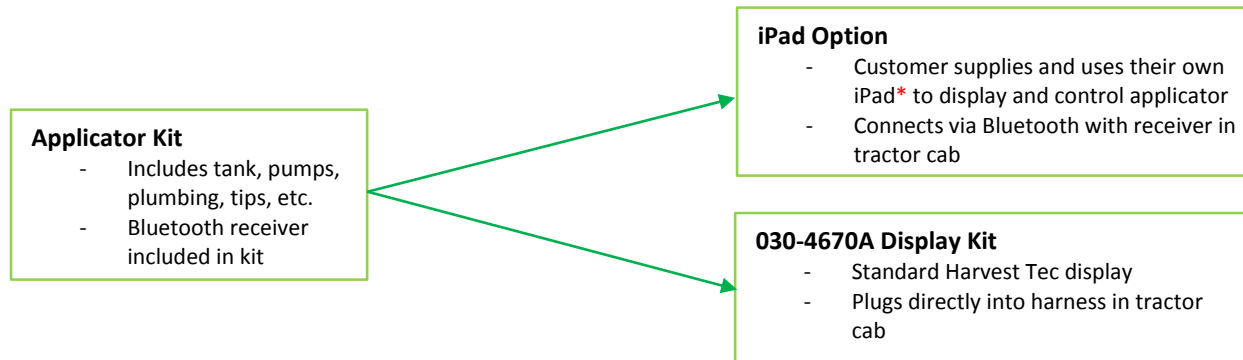 Applicator Kit
- Includes tank, pumps,
plumbing, tips, etc.
- Bluetooth receiver
included in kit
iPad Option
- Customer supplies and uses their own
iPad* to display and control applicator
- Connects via Bluetooth with receiver in
tractor cab
030-4670A Display Kit
- Standard Harvest Tec display
- Plugs directly into harness in tractor
cab